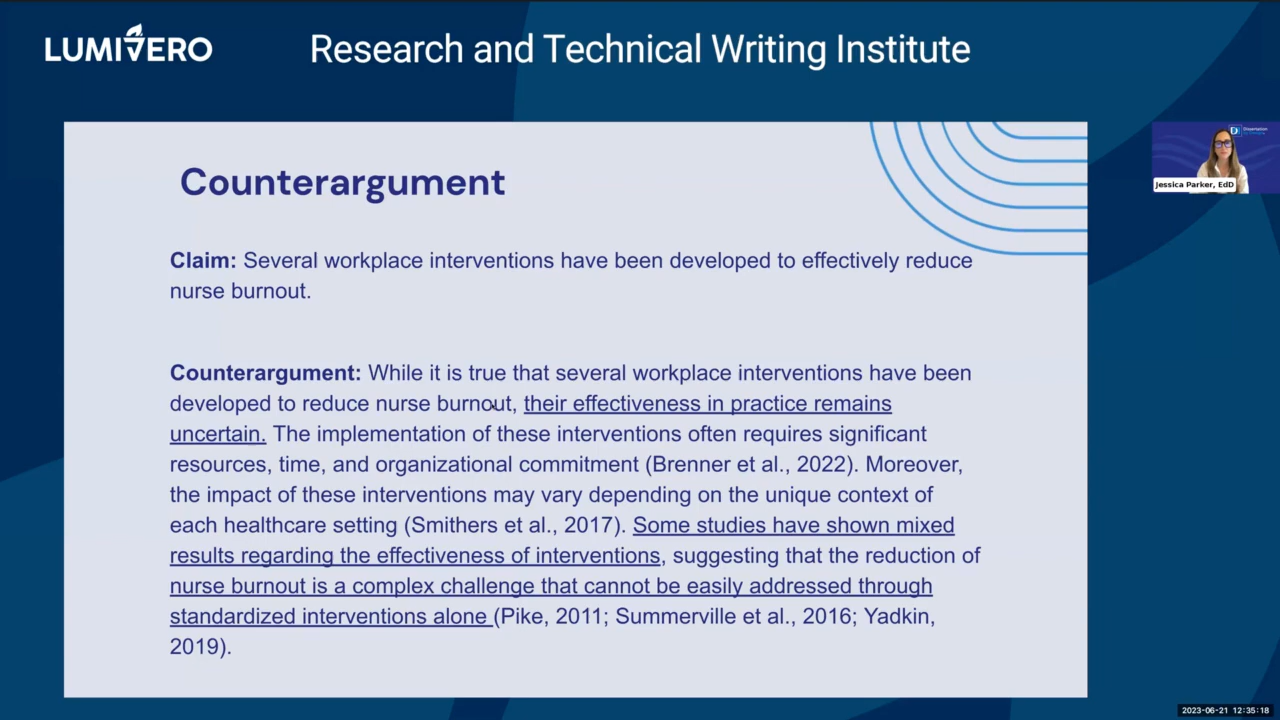 LUMIVERO
Research and Technical Writing Institute
Counterargument
Claim: Several workplace interventions have been developed to effectively reduce
nurse burnout.
Counterargument: While it is true that several workplace interventions have been
developed to reduce nurse burnout, their effectiveness in practice remains
uncertain. The implementation of these interventions often requires significant
resources, time, and organizational commitment (Brenner et al., 2022). Moreover,
the impact of these interventions may vary depending on the unique context of
each healthcare setting (Smithers et al., 2017). Some studies have shown mixed
results regarding the effectiveness of interventions, suggesting that the reduction of
nurse burnout is a complex challenge that cannot be easily addressed through
standardized interventions alone (Pike, 2011; Summerville et al., 2016; Yadkin,
2019).
Dissertation
Jessica Parker, EdD
2023-06-21 12:35:18